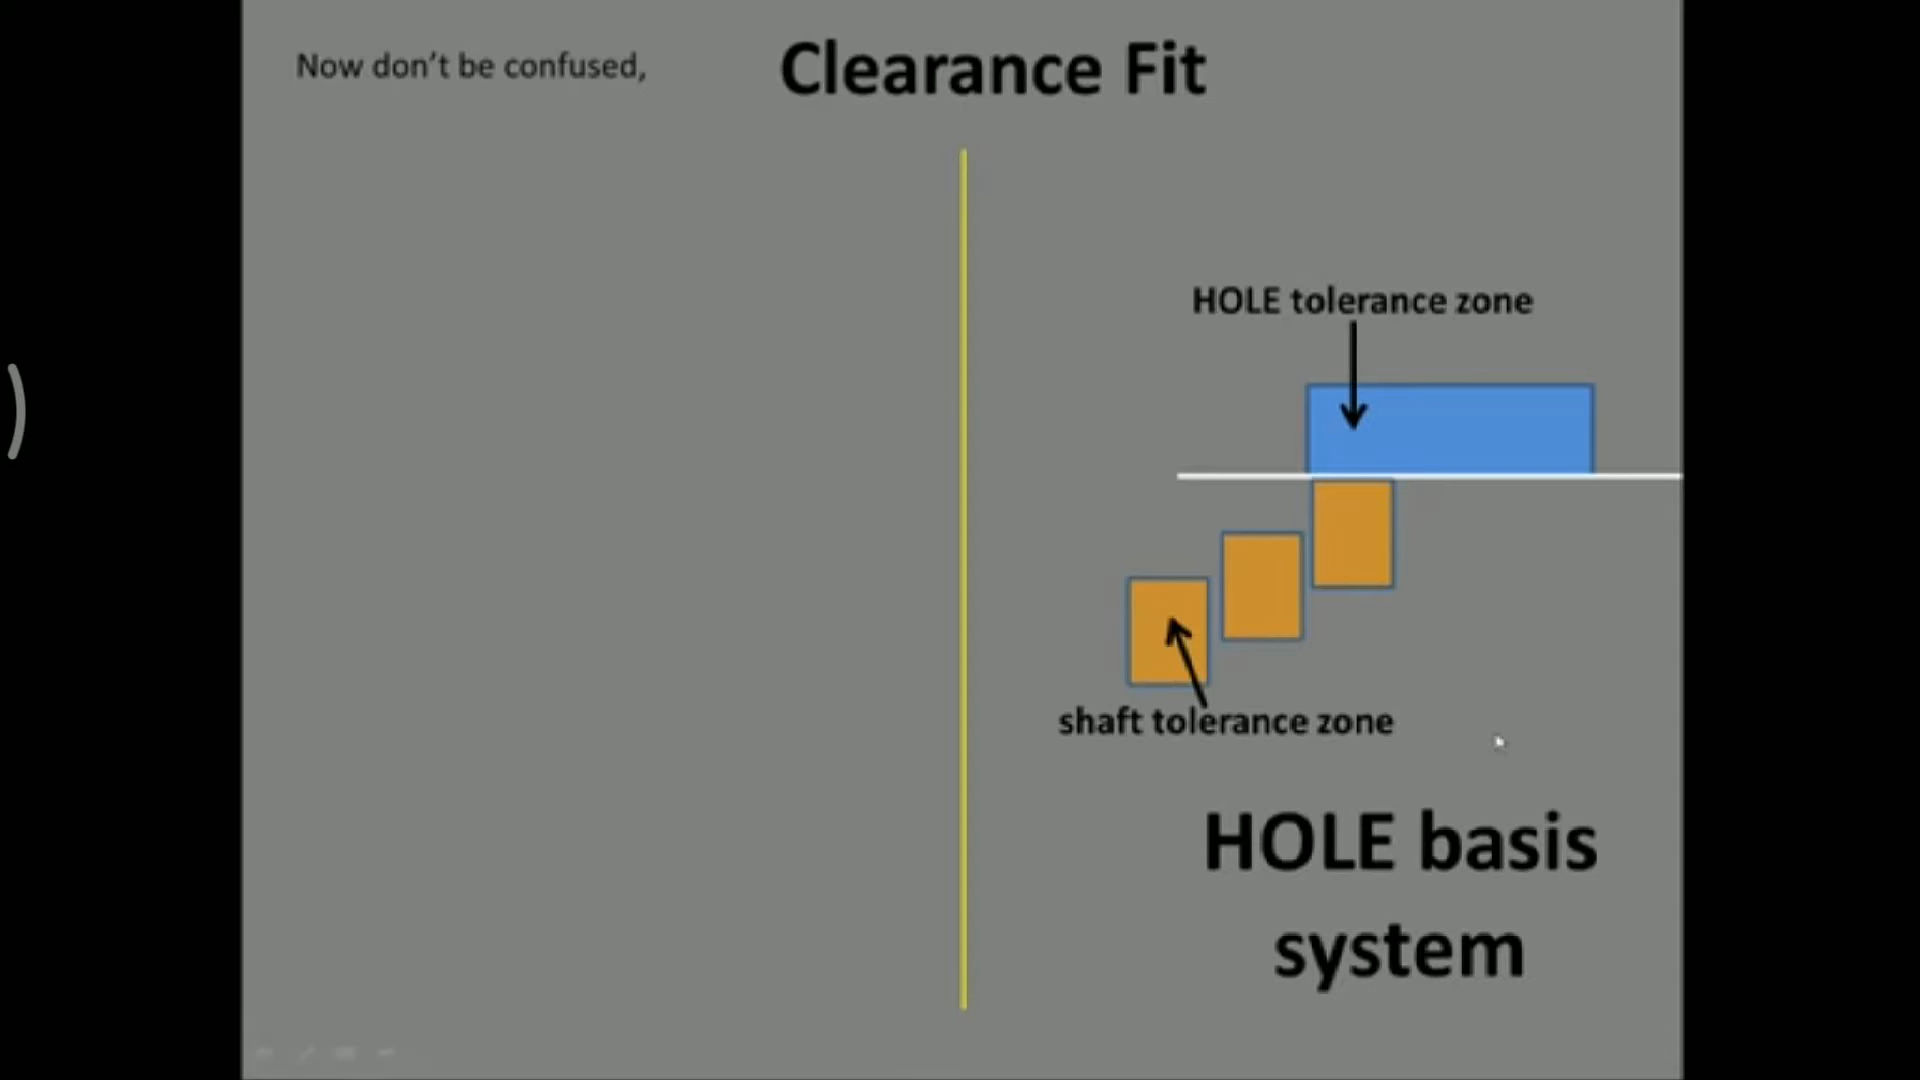 Now don't be confused,
Clearance Fit
HOLE tolerance zone
shaft tolerance zone
HOLE basis
system